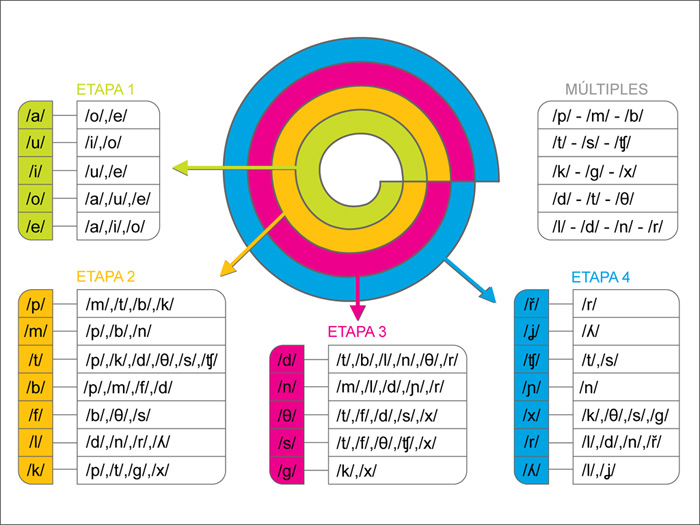 ETAPA 1
/a/ /o/,/e/
/u/ /i/,/o/
/i/ /u/,/e/
/o/ /a/,/u/,/e/
/e/ /a/,/i/,/o/
MÚLTIPLES
/p/ - /m/ - /b/
/t/ - /s/ - /ʧ/
/k/ - /g/ - /x/
/d/ - /t/ - /θ/
/l/ - /d/ - /n/ - /r/
ETAPA 2
/p/ /m/,/t/,/b/,/k/
/m/ /p/,/b/,/n/
/t/ /p/,/k/,/d/,/θ/,/s/,/ʧ/
/b/ /p/,/m/,/f/,/d/
/f/ /b/,/θ/,/s/
/l/ /d/,/n/,/r/,/ʎ/
/k/ /p/,/t/,/g/,/x/
ETAPA 3
/d/ /t/,/b/,/l/,/n/,/θ/,/r/
/n/ /m/,/l/,/d/,/ɲ/,/r/
/θ/ /t/,/f/,/d/,/s/,/x/
/s/ /t/,/f/,/θ/,/ʧ/,/x/
/g/ /k/,/x/
ETAPA 4
/ř/ /r/
/ʝ/ /ʎ/
/ʧ/ /t/,/s/
/ɲ/ /n/
/x/ /k/,/θ/,/s/,/g/
/r/ /l/,/d/,/n/,/ř/
/ʎ/ /l/,/ʝ/